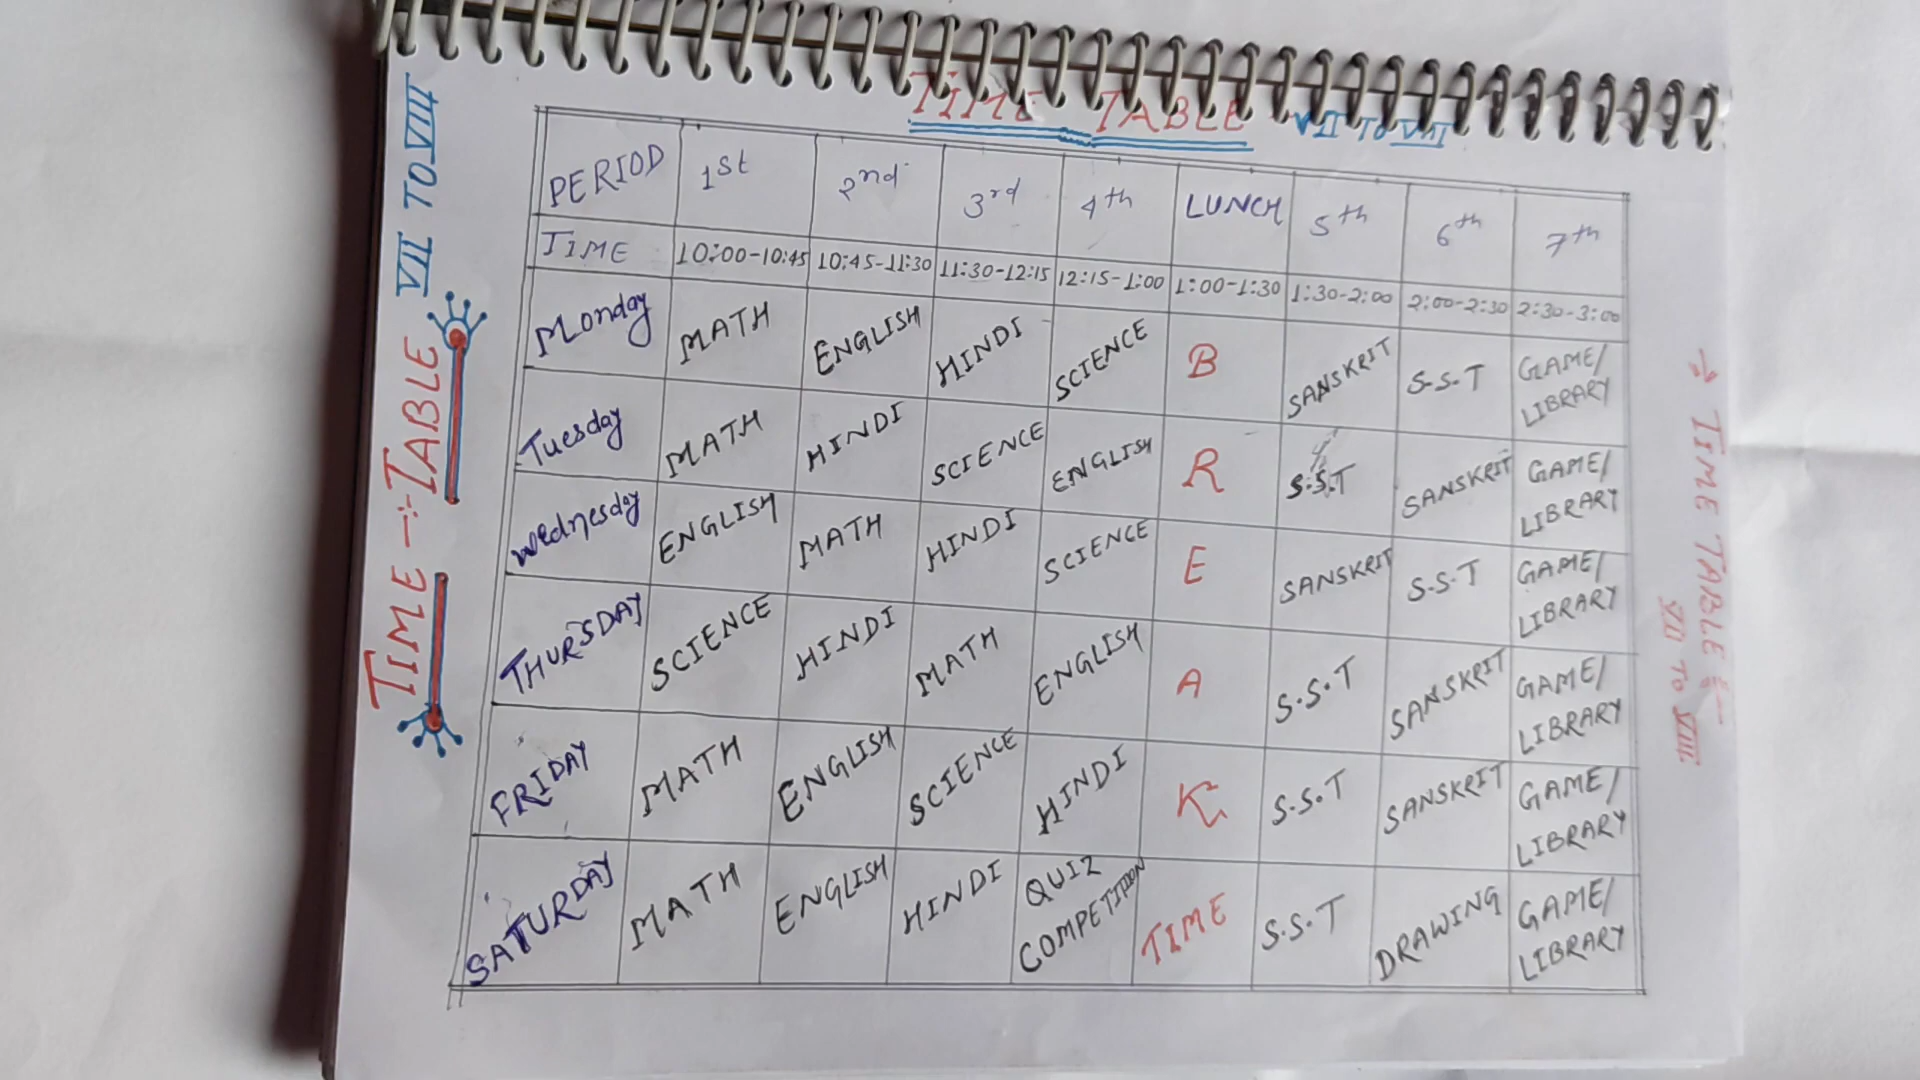 TIME TABLE VII TO VIII
TIME -:- TABLE VII TO VIII
PERIOD 1st 2nd 3rd 4th LUNCH 5th 6th 7th
TIME 10:00-10:45 10:45-11:30 11:30-12:15 12:15-1:00 1:00-1:30 1:30-2:00 2:00-2:30 2:30-3:00
Monday MATH ENGLISH HINDI SCIENCE B SANSKRIT S.S.T GAME/ LIBRARY
Tuesday MATH HINDI SCIENCE ENGLISH R S.S.T SANSKRIT GAME/ LIBRARY
Wednesday ENGLISH MATH HINDI SCIENCE E SANSKRIT S.S.T GAME/ LIBRARY
THURSDAY SCIENCE HINDI MATH ENGLISH A S.S.T SANSKRIT GAME/ LIBRARY
FRIDAY MATH ENGLISH SCIENCE HINDI K S.S.T SANSKRIT GAME/ LIBRARY
SATURDAY MATH ENGLISH HINDI QUIZ COMPETITION TIME S.S.T DRAWING GAME/ LIBRARY
→ TIME TABLE ←
VII TO VIII